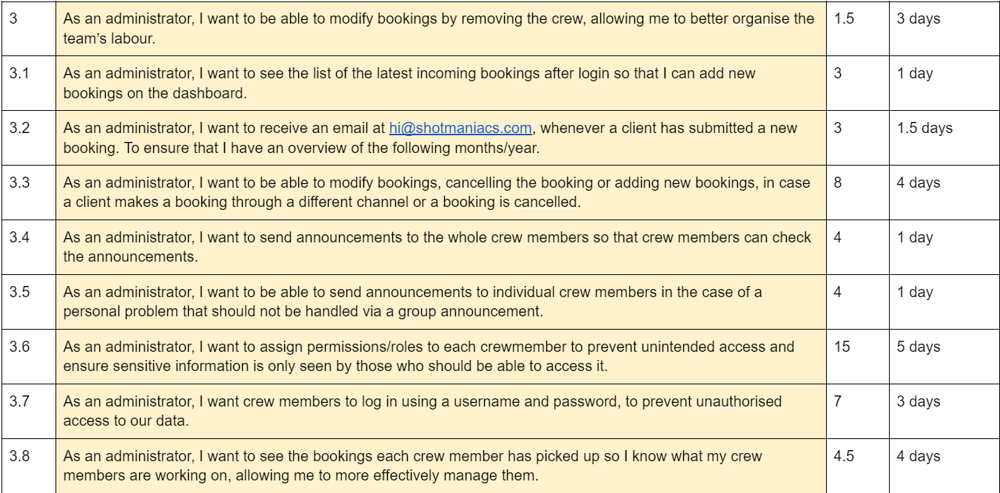 3
As an administrator, I want to be able to modify bookings by removing the crew, allowing me to better organise the
team’s labour.
1.5
3 days
3.1
As an administrator, I want to see the list of the latest incoming bookings after login so that I can add new
bookings on the dashboard.
3
1 day
3.2
As an administrator, I want to receive an email at hi@shotmaniacs.com, whenever a client has submitted a new
booking. To ensure that I have an overview of the following months/year.
3
1.5 days
3.3
As an administrator, I want to be able to modify bookings, cancelling the booking or adding new bookings, in case
a client makes a booking through a different channel or a booking is cancelled.
8
4 days
3.4
As an administrator, I want to send announcements to the whole crew members so that crew members can check
the announcements.
4
1 day
3.5
As an administrator, I want to be able to send announcements to individual crew members in the case of a
personal problem that should not be handled via a group announcement.
4
1 day
3.6
As an administrator, I want to assign permissions/roles to each crewmember to prevent unintended access and
ensure sensitive information is only seen by those who should be able to access it.
15
5 days
3.7
As an administrator, I want crew members to log in using a username and password, to prevent unauthorised
access to our data.
7
3 days
3.8
As an administrator, I want to see the bookings each crew member has picked up so I know what my crew
members are working on, allowing me to more effectively manage them.
4.5
4 days